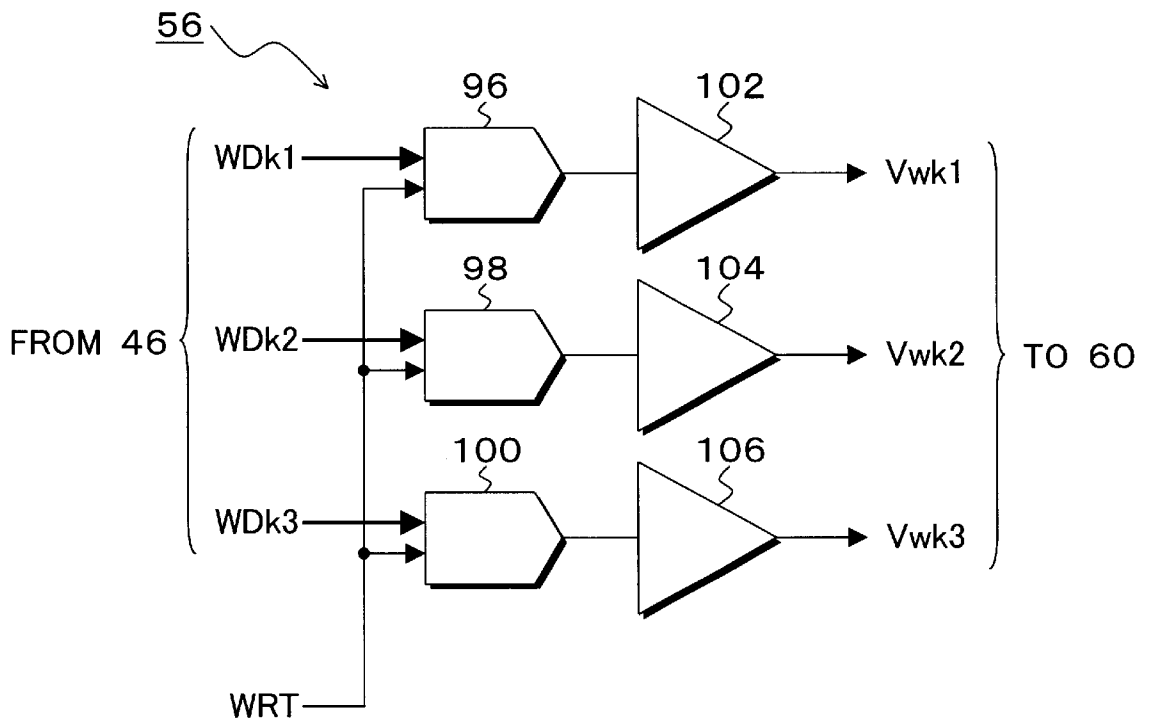 56
96
102
WDk1
Vwk1
98
104
FROM 46
WDk2
Vwk2
TO 60
100
106
WDk3
Vwk3
WRT